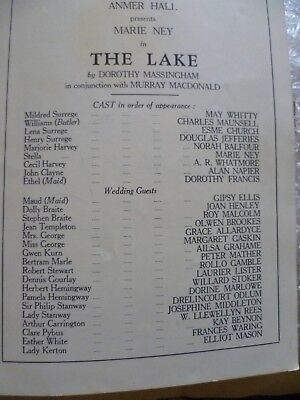 ANMER HALL
presents
MARIE NEY
in
THE LAKE
by DOROTHY MASSINGHAM
in conjunction with MURRAY MACDONALD
CAST in order of appearance :
Mildred Surrege ... MAY WHITTY
Williams (Butler) ... CHARLES MAUNSELL
Lena Surrege ... ESME CHURCH
Henry Surrege ... DOUGLAS JEFFERIES
Marjorie Harvey ... NORAH BALFOUR
Stella ... MARIE NEY
Cecil Harvey ... A. R. WHATMORE
John Clayne ... ALAN NAPIER
Ethel (Maid) ... DOROTHY FRANCIS
Wedding Guests
Maud (Maid) ... GIPSY ELLIS
Dolly Braite ... JOAN HENLEY
Stephen Braite ... ROY MALCOLM
Jean Templeton ... OLWEN BROOKES
Mrs. George ... GRACE ALLARDYCE
Miss George ... MARGARET GASKIN
Gwen Kurn ... AILSA GRAHAME
Bertram Marle ... PETER MATHER
Robert Stewart ... ROLLO GAMBLE
Dennis Gourlay ... LAURIER LISTER
Herbert Hemingway ... WILLARD STOKER
Pamela Hemingway ... DORINE MARLOWE
Sir Philip Stanway ... DRELINCOURT ODLUM
Lady Stanway ... JOSEPHINE MIDDLETON
Arthur Carrington ... W. LLEWELLYN REES
Clare Pybus ... KAY BEYNON
Esther White ... FRANCES WARING
Lady Kerton ... ELLIOT MASON